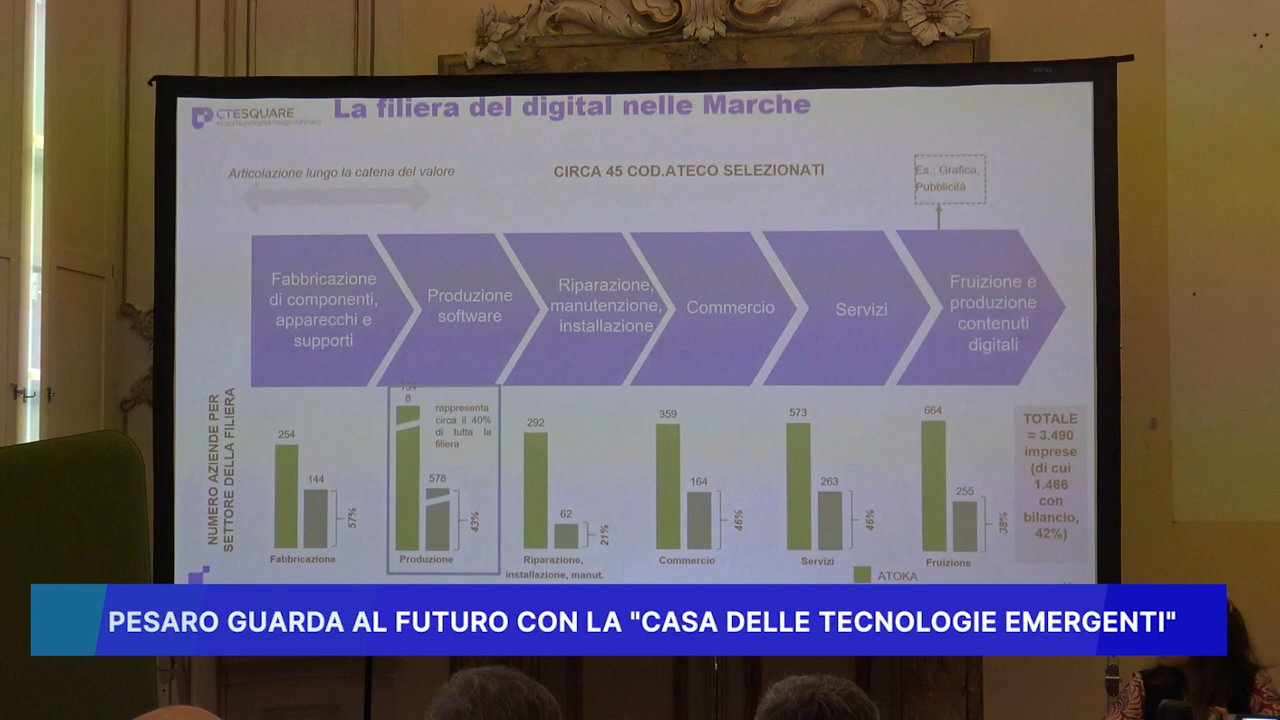 CTESQUARE
La filiera del digital nelle Marche
Articolazione lungo la catena del valore
CIRCA 45 COD.ATECO SELEZIONATI
Es.: Grafica,
Pubblicità
Fabbricazione
di componenti,
apparecchi e
supporti
Produzione
software
Riparazione,
manutenzione,
installazione
Commercio
Servizi
Fruizione e
produzione
contenuti
digitali
NUMERO AZIENDE PER
SETTORE DELLA FILIERA
254
144
57%
Fabbricazione
8
rappresenta
circa il 40%
di tutta la
filiera
578
43%
Produzione
292
62
21%
Riparazione,
installazione, manut.
359
164
46%
Commercio
573
263
46%
Servizi
664
255
38%
Fruizione
TOTALE
= 3.490
imprese
(di cui
1.466
con
bilancio,
42%)
ATOKA
PESARO GUARDA AL FUTURO CON LA "CASA DELLE TECNOLOGIE EMERGENTI"